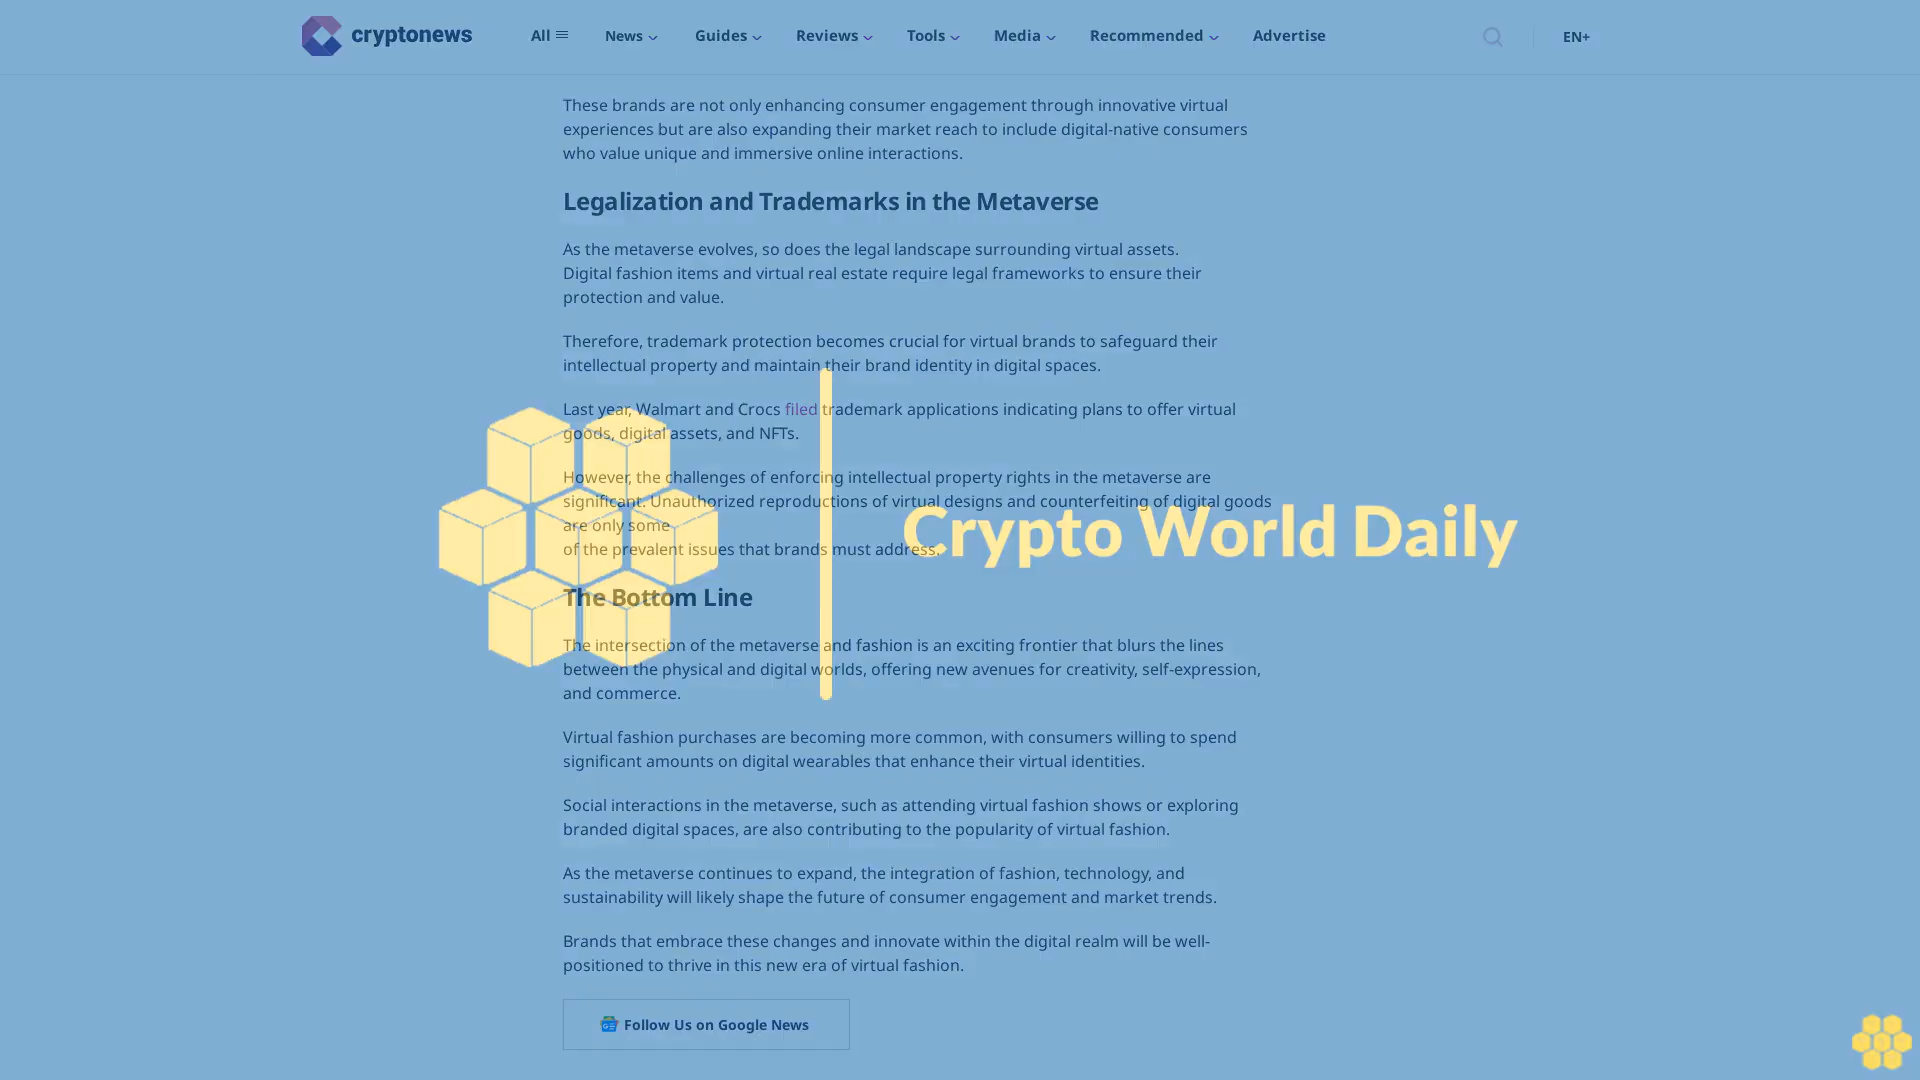 cryptonews
All
News
Guides
Reviews
Tools
Media
Recommended
Advertise
EN+
These brands are not only enhancing consumer engagement through innovative virtual
experiences but are also expanding their market reach to include digital-native consumers
who value unique and immersive online interactions.
Legalization and Trademarks in the Metaverse
As the metaverse evolves, so does the legal landscape surrounding virtual assets.
Digital fashion items and virtual real estate require legal frameworks to ensure their
protection and value.
Therefore, trademark protection becomes crucial for virtual brands to safeguard their
intellectual property and maintain their brand identity in digital spaces.
Last year, Walmart and Crocs filed trademark applications indicating plans to offer virtual
goods, digital assets, and NFTs.
However, the challenges of enforcing intellectual property rights in the metaverse are
significant. Unauthorized reproductions of virtual designs and counterfeiting of digital goods
are only some
of the prevalent issues that brands must address.
Crypto World Daily
The Bottom Line
The intersection of the metaverse and fashion is an exciting frontier that blurs the lines
between the physical and digital worlds, offering new avenues for creativity, self-expression,
and commerce.
Virtual fashion purchases are becoming more common, with consumers willing to spend
significant amounts on digital wearables that enhance their virtual identities.
Social interactions in the metaverse, such as attending virtual fashion shows or exploring
branded digital spaces, are also contributing to the popularity of virtual fashion.
As the metaverse continues to expand, the integration of fashion, technology, and
sustainability will likely shape the future of consumer engagement and market trends.
Brands that embrace these changes and innovate within the digital realm will be well-
positioned to thrive in this new era of virtual fashion.
Follow Us on Google News